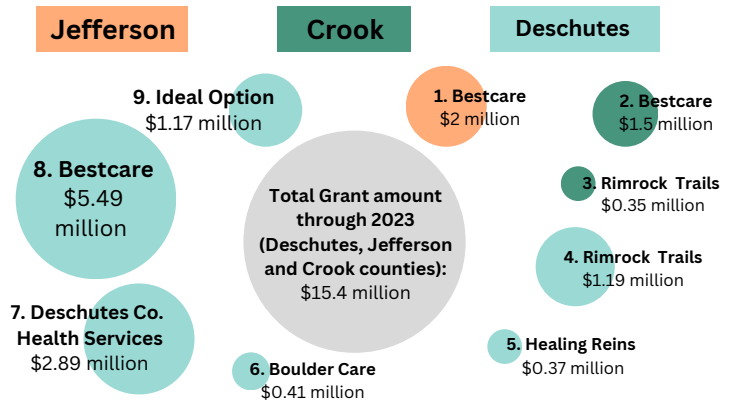 Jefferson
Crook
Deschutes
9. Ideal Option
$1.17 million
1. Bestcare
$2 million
2. Bestcare
$1.5 million
8. Bestcare
$5.49
million
Total Grant amount
through 2023
(Deschutes, Jefferson
and Crook counties):
$15.4 million
3. Rimrock Trails
$0.35 million
4. Rimrock Trails
$1.19 million
7. Deschutes Co.
Health Services
$2.89 million
5. Healing Reins
$0.37 million
6. Boulder Care
$0.41 million